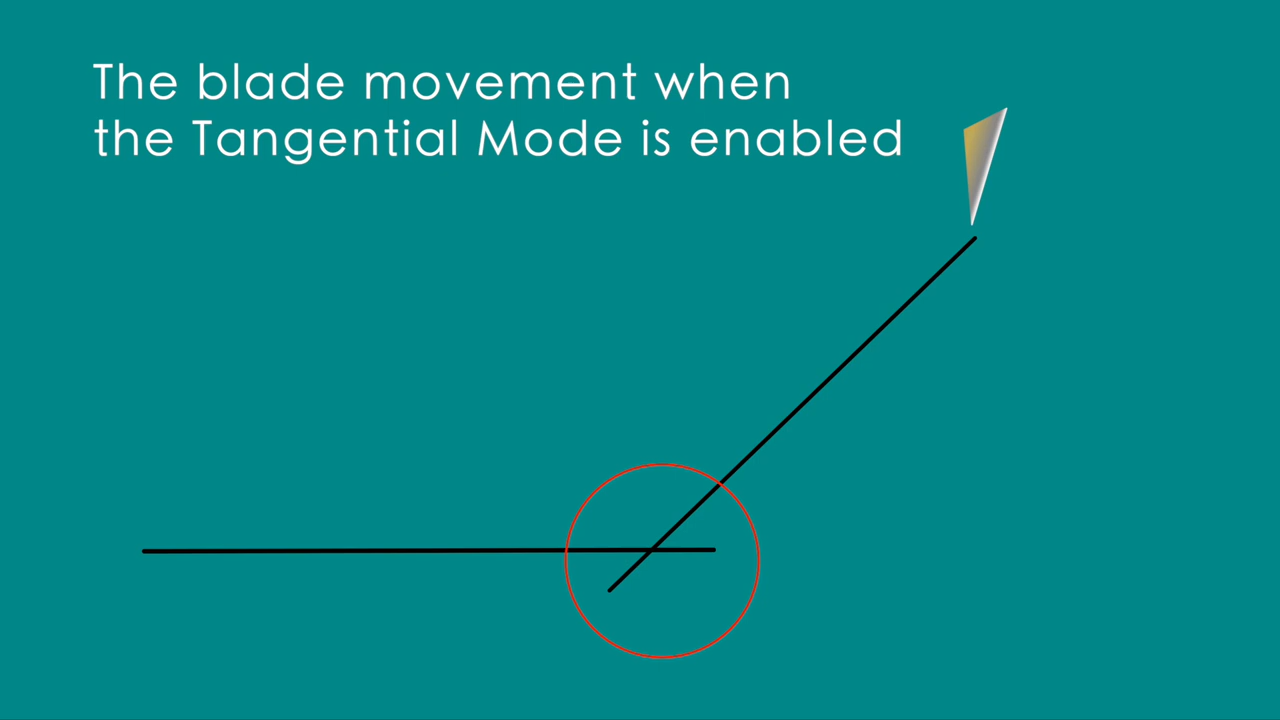 The blade movement when
the Tangential Mode is enabled